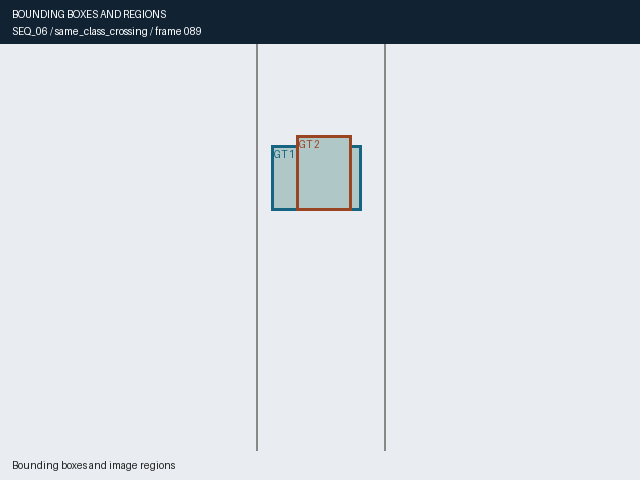 BOUNDING BOXES AND REGIONS
SEQ_06 / same_class_crossing / frame 089
GT2
GT1
Bounding boxes and image regions